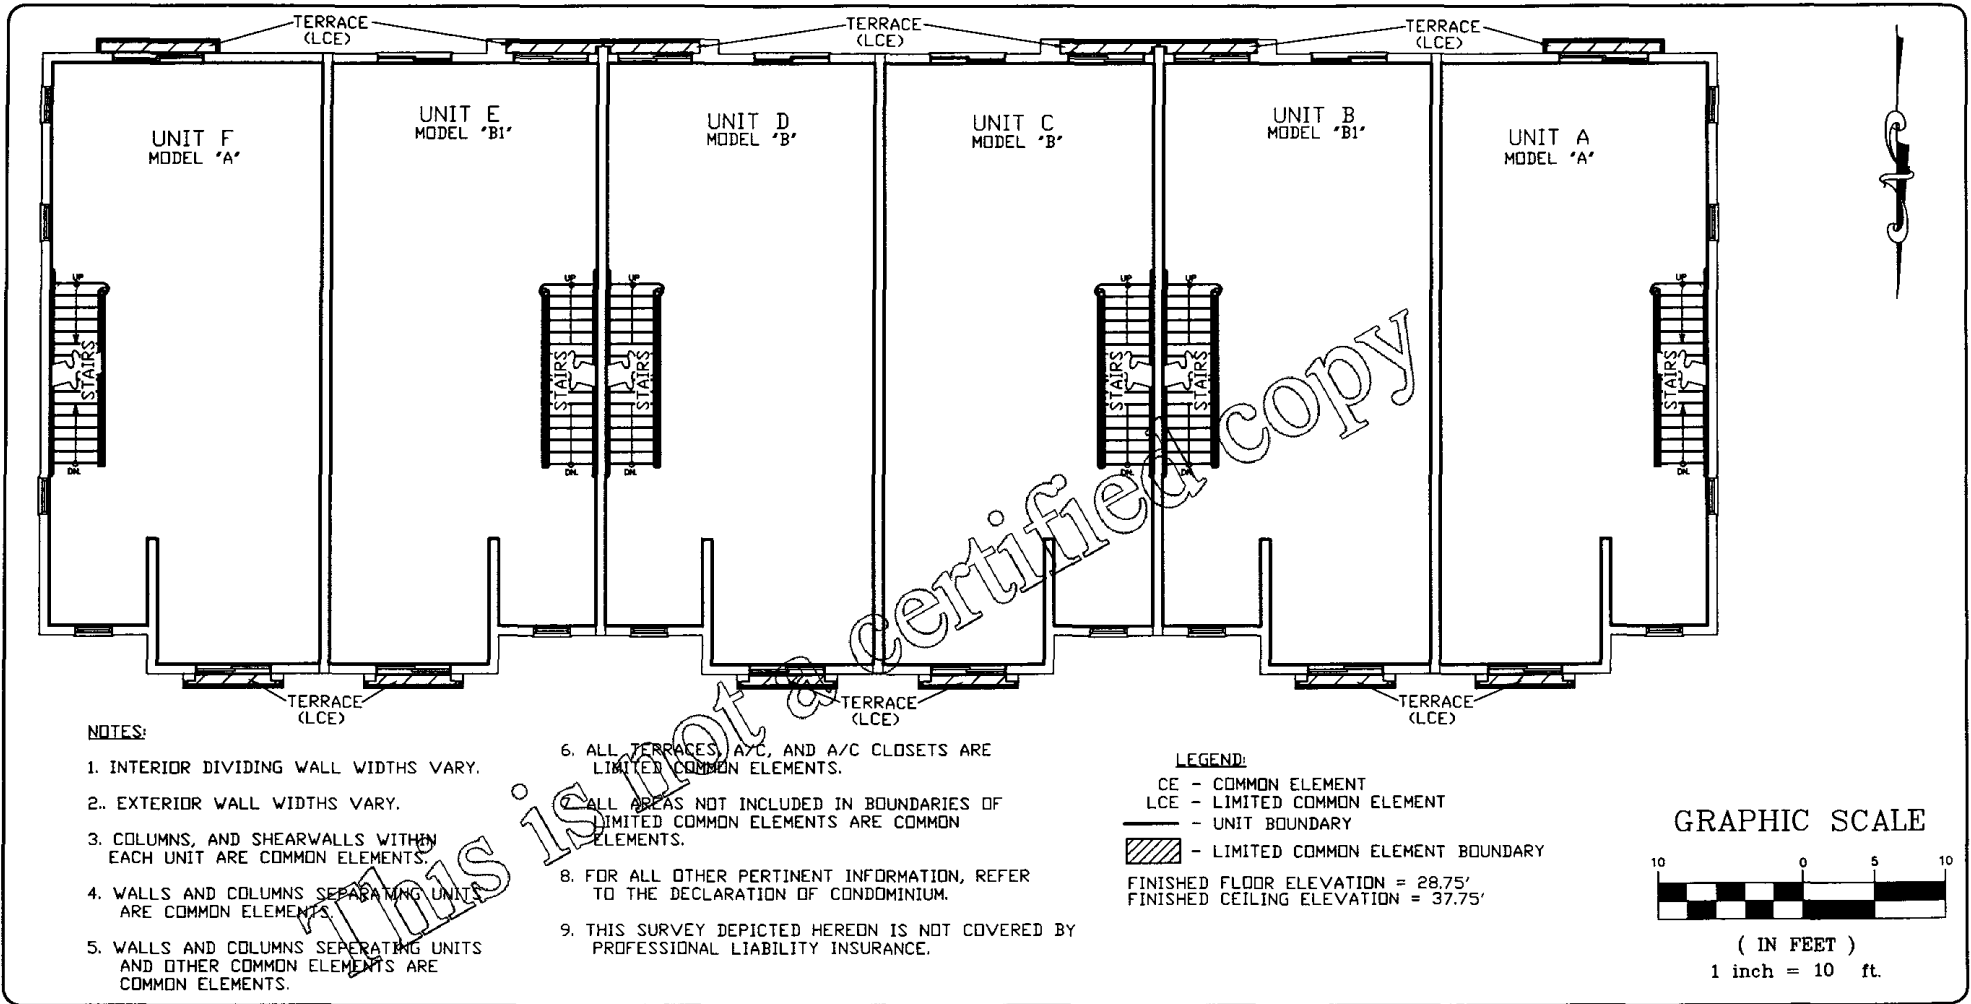 TERRACE
(LCE)
TERRACE
(LCE)
TERRACE
(LCE)
UNIT F
MODEL "A"
UNIT E
MODEL "B1"
UNIT D
MODEL "B"
UNIT C
MODEL "B"
UNIT B
MODEL "B1"
UNIT A
MODEL "A"
UP
STAIRS
DN.
UP
STAIRS
DN.
UP
STAIRS
DN.
UP
STAIRS
DN.
UP
STAIRS
DN.
UP
STAIRS
DN.
TERRACE
(LCE)
TERRACE
(LCE)
TERRACE
(LCE)
This is not a certified copy
NOTES:
1. INTERIOR DIVIDING WALL WIDTHS VARY.
2.. EXTERIOR WALL WIDTHS VARY.
3. COLUMNS, AND SHEARWALLS WITHIN
EACH UNIT ARE COMMON ELEMENTS.
4. WALLS AND COLUMNS SEPARATING UNITS
ARE COMMON ELEMENTS.
5. WALLS AND COLUMNS SEPERATING UNITS
AND OTHER COMMON ELEMENTS ARE
COMMON ELEMENTS.
6. ALL TERRACES, A/C, AND A/C CLOSETS ARE
LIMITED COMMON ELEMENTS.
7. ALL AREAS NOT INCLUDED IN BOUNDARIES OF
LIMITED COMMON ELEMENTS ARE COMMON
ELEMENTS.
8. FOR ALL OTHER PERTINENT INFORMATION, REFER
TO THE DECLARATION OF CONDOMINIUM.
9. THIS SURVEY DEPICTED HEREON IS NOT COVERED BY
PROFESSIONAL LIABILITY INSURANCE.
LEGEND:
CE - COMMON ELEMENT
LCE - LIMITED COMMON ELEMENT
- UNIT BOUNDARY
- LIMITED COMMON ELEMENT BOUNDARY
FINISHED FLOOR ELEVATION = 28.75'
FINISHED CEILING ELEVATION = 37.75'
GRAPHIC SCALE
10 0 5 10
( IN FEET )
1 inch = 10 ft.